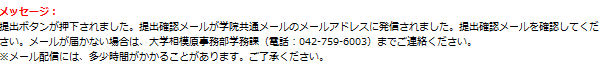 メッセージ：
提出ボタンが押下されました。提出確認メールが学院共通メールのメールアドレスに発信されました。提出確認メールを確認してくだ
さい。メールが届かない場合は、大学相模原事務部学務課（電話：042-759-6003）までご連絡ください。
※メール配信には、多少時間がかかることがあります。ご了承ください。